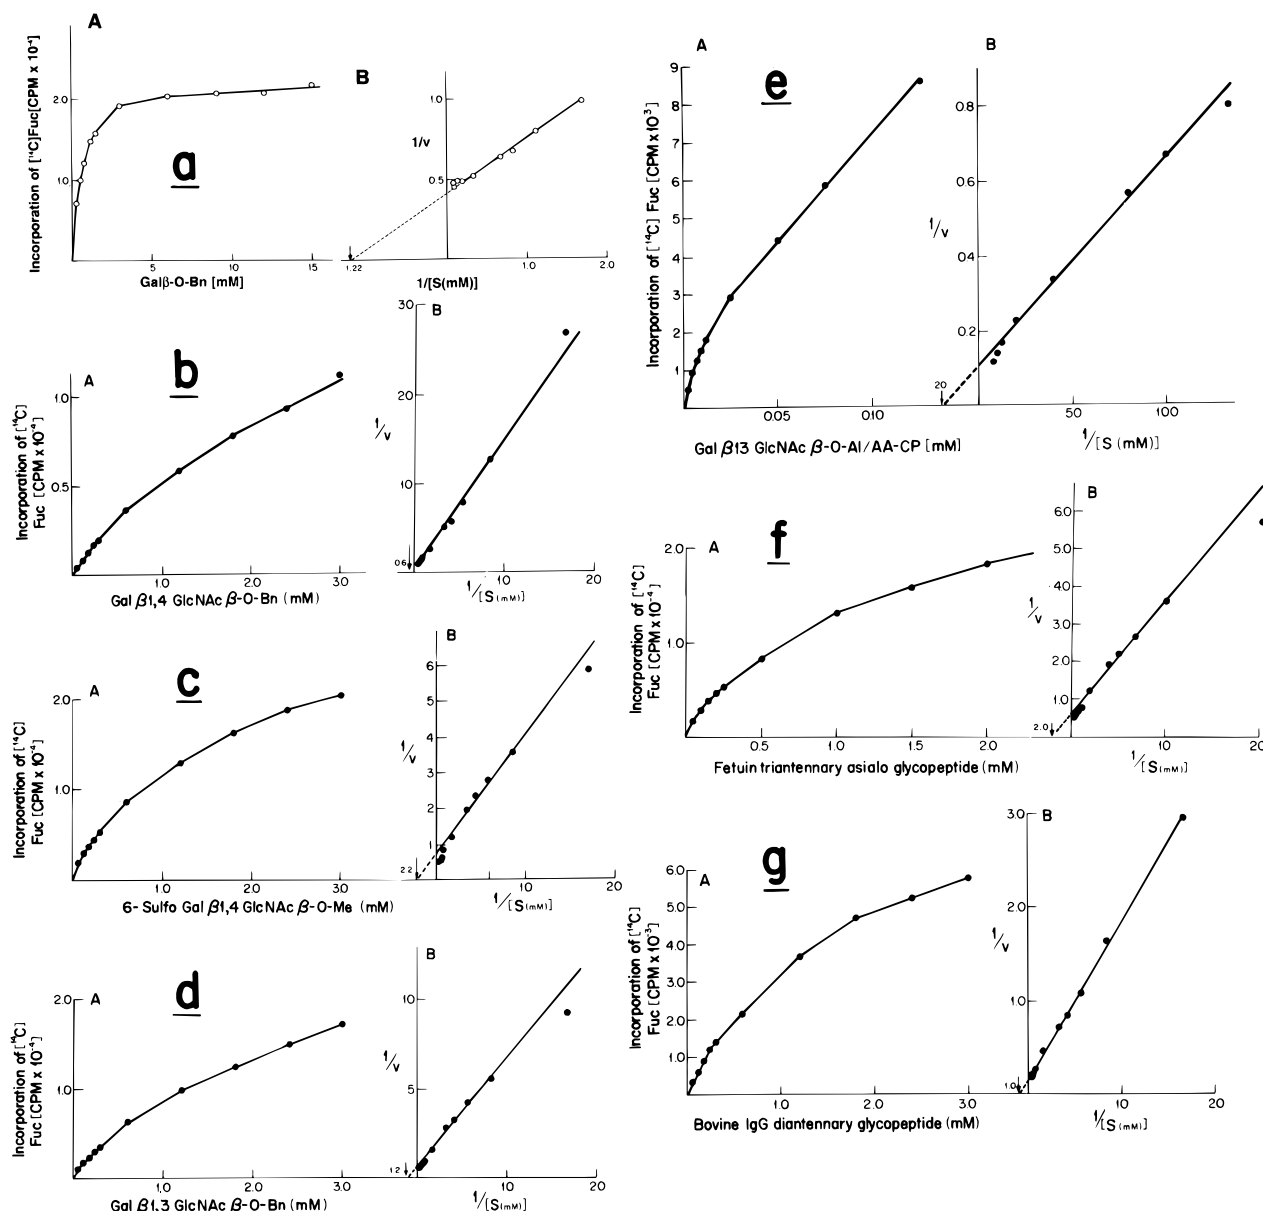 A
Incorporation of [¹⁴C]Fuc[CPM x 10⁻⁴]
2.0
1.0
a
5
10
15
Galβ-O-Bn [mM]
B
1/v
1.0
0.5
1.22
1.0
2.0
1/[S(mM)]
b
A
Incorporation of [¹⁴C]
Fuc [CPM X 10⁻⁴]
1.0
0.5
1.0
2.0
3.0
Gal β1,4 GlcNAc β-O-Bn (mM)
B
1/v
30
20
10
0.6
10
20
1/[S(mM)]
c
A
Incorporation of [¹⁴C]
Fuc [CPM x 10⁻⁴]
2.0
1.0
1.0
2.0
3.0
6-Sulfo Gal β1,4 GlcNAc β-O-Me (mM)
B
1/v
6
5
4
3
2
1
2.2
10
20
1/[S(mM)]
d
A
Incorporation of [¹⁴C]
Fuc [CPM x 10⁻⁴]
2.0
1.0
1.0
2.0
3.0
Gal β1,3 GlcNAc β-O-Bn (mM)
B
1/v
10
5
1.2
10
20
1/[S(mM)]
e
A
Incorporation of [¹⁴C] Fuc [CPM x 10³]
9
8
7
6
5
4
3
2
1
0.05
0.10
Gal β13 GlcNAc β-O-Al/AA-CP [mM]
B
1/v
0.8
0.6
0.4
0.2
20
50
100
1/[S (mM)]
f
A
Incorporation of [¹⁴C]
Fuc [CPM x 10⁻⁴]
2.0
1.0
0.5
1.0
1.5
2.0
Fetuin triantennary asialo glycopeptide (mM)
B
1/v
6.0
5.0
4.0
3.0
2.0
1.0
2.0
10
20
1/[S(mM)]
g
A
Incorporation of [¹⁴C]
Fuc [CPM x 10⁻³]
6.0
5.0
4.0
3.0
2.0
1.0
1.0
2.0
3.0
Bovine IgG diantennary glycopeptide (mM)
B
1/v
3.0
2.0
1.0
1.0
10
20
1/[S(mM)]